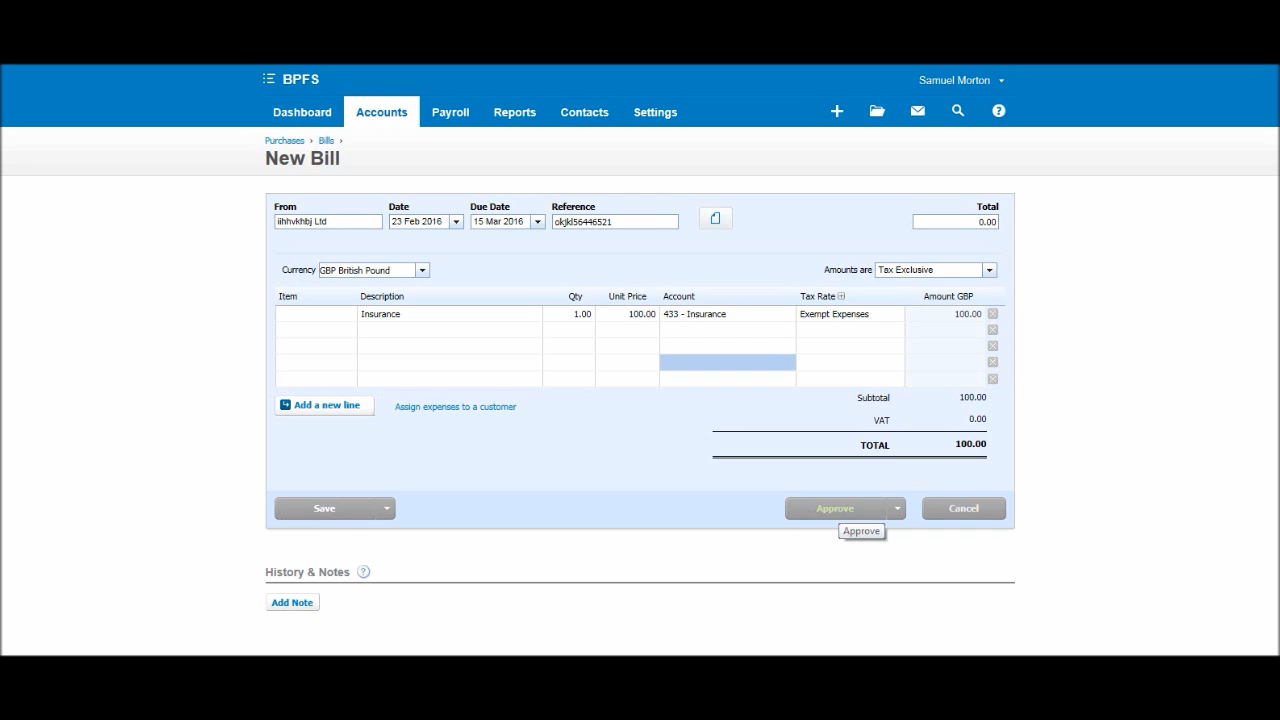 BPFS
Samuel Morton
Dashboard Accounts Payroll Reports Contacts Settings
Purchases › Bills ›
New Bill
From Date Due Date Reference Total
iihhvkhbj Ltd 23 Feb 2016 15 Mar 2016 okjkl56446521 0.00
Currency GBP British Pound Amounts are Tax Exclusive
Item Description Qty Unit Price Account Tax Rate Amount GBP
Insurance 1.00 100.00 433 - Insurance Exempt Expenses 100.00
Add a new line Assign expenses to a customer
Subtotal 100.00
VAT 0.00
TOTAL 100.00
Save Approve Cancel
Approve
History & Notes ?
Add Note